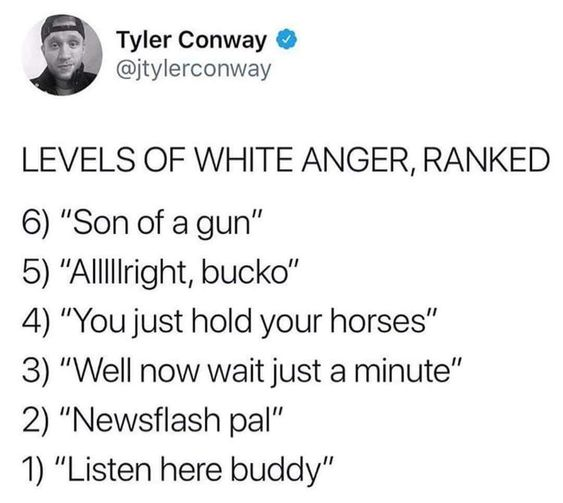 Tyler Conway
@jtylerconway
LEVELS OF WHITE ANGER, RANKED
6) “Son of a gun”
5) “Alllllright, bucko”
4) “You just hold your horses”
3) “Well now wait just a minute”
2) “Newsflash pal”
1) “Listen here buddy”